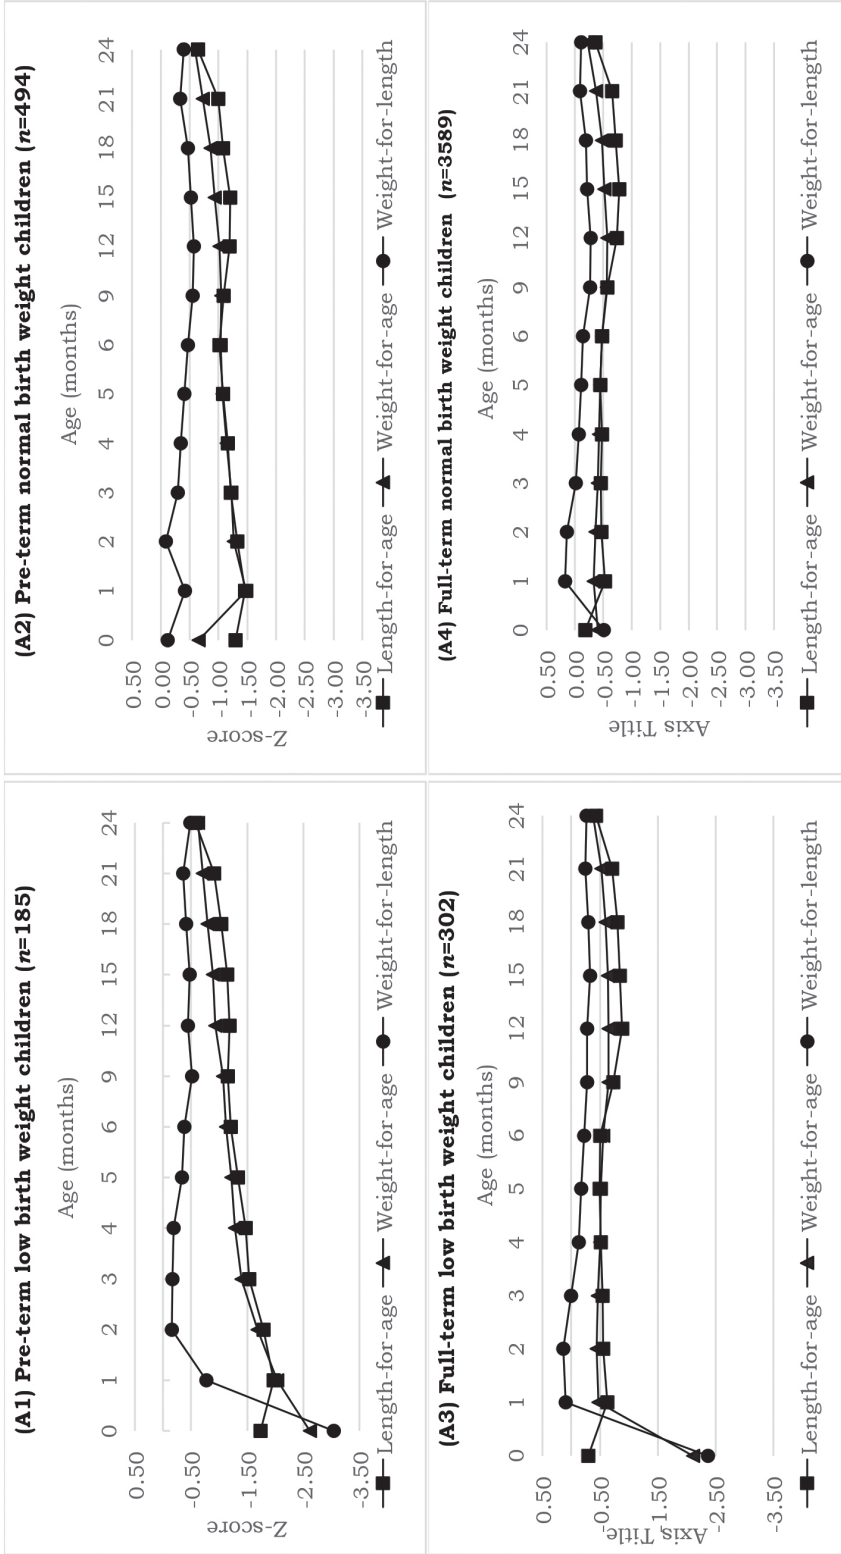 (A1) Pre-term low birth weight children (n=185)
Age (months)
0 1 2 3 4 5 6 9 12 15 18 21 24
0.50
-0.50
-1.50
-2.50
-3.50
Z-score
Length-for-age Weight-for-age Weight-for-length
(A2) Pre-term normal birth weight children (n=494)
Age (months)
0 1 2 3 4 5 6 9 12 15 18 21 24
0.50
0.00
-0.50
-1.00
-1.50
-2.00
-2.50
-3.00
-3.50
Z-score
Length-for-age Weight-for-age Weight-for-length
(A3) Full-term low birth weight children (n=302)
Age (months)
0 1 2 3 4 5 6 9 12 15 18 21 24
0.50
-0.50
-1.50
-2.50
-3.50
Axis Title
Length-for-age Weight-for-age Weight-for-length
(A4) Full-term normal birth weight children (n=3589)
Age (months)
0 1 2 3 4 5 6 9 12 15 18 21 24
0.50
0.00
-0.50
-1.00
-1.50
-2.00
-2.50
-3.00
-3.50
Axis Title
Length-for-age Weight-for-age Weight-for-length